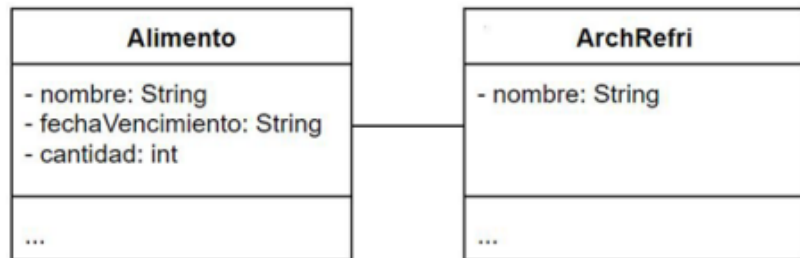 Alimento
- nombre: String
- fechaVencimiento: String
- cantidad: int
...
ArchRefri
- nombre: String
...